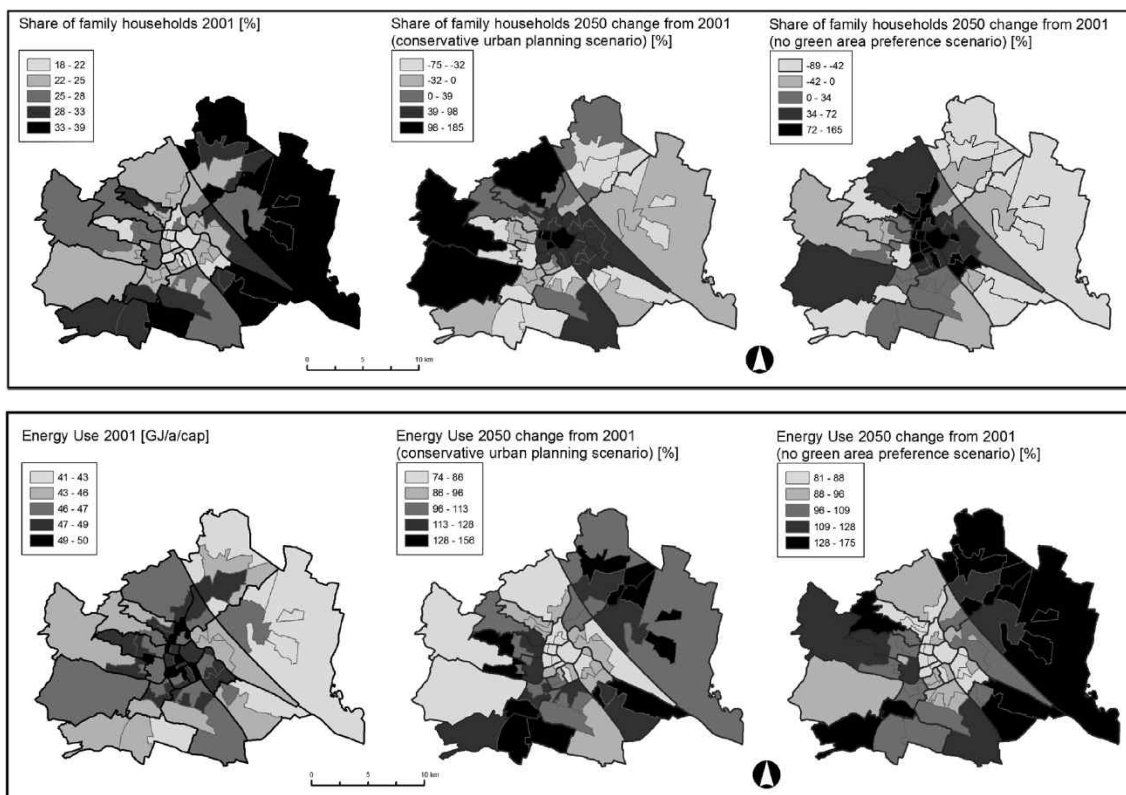 Share of family households 2001 [%]
18 - 22
22 - 25
25 - 28
28 - 33
33 - 39
Share of family households 2050 change from 2001
(conservative urban planning scenario) [%]
-75 - -32
-32 - 0
0 - 39
39 - 98
98 - 185
Share of family households 2050 change from 2001
(no green area preference scenario) [%]
-89 - -42
-42 - 0
0 - 34
34 - 72
72 - 165
0 5 10 km
Energy Use 2001 [GJ/a/cap]
41 - 43
43 - 46
46 - 47
47 - 49
49 - 50
Energy Use 2050 change from 2001
(conservative urban planning scenario) [%]
74 - 86
86 - 96
96 - 113
113 - 128
128 - 156
Energy Use 2050 change from 2001
(no green area preference scenario) [%]
81 - 88
88 - 96
96 - 109
109 - 128
128 - 175
0 5 10 km